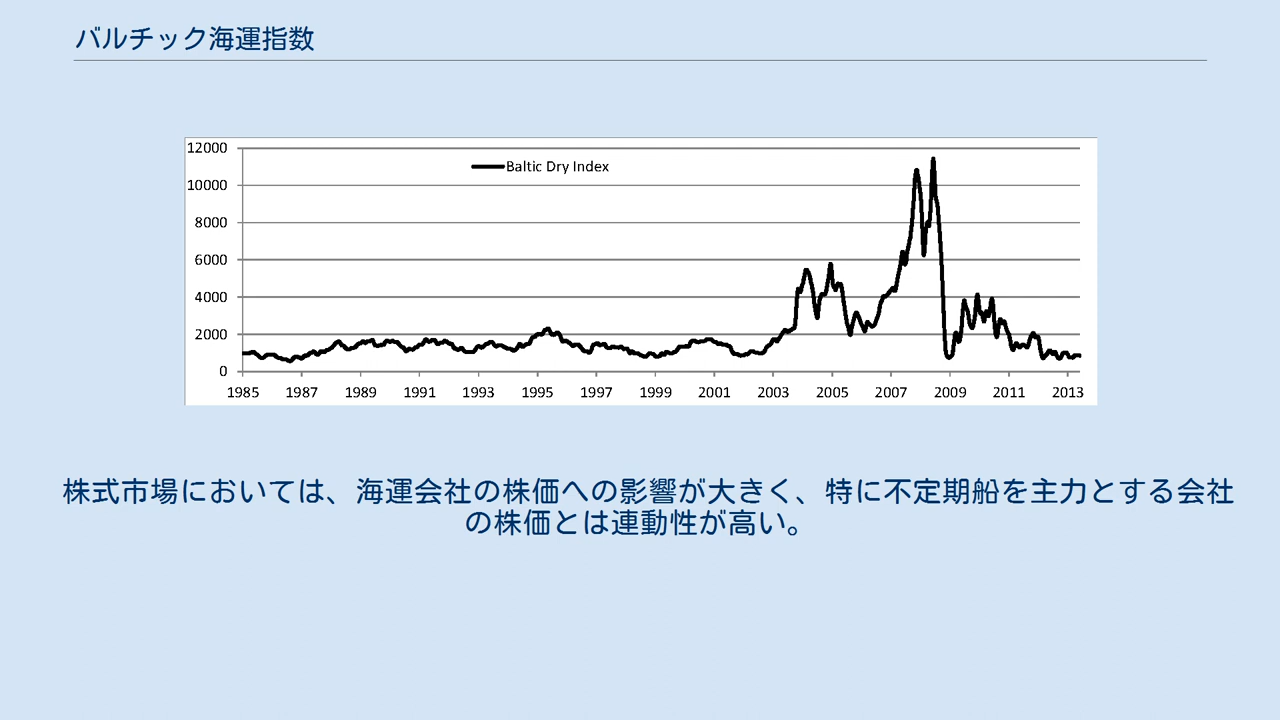 バルチック海運指数
12000
Baltic Dry Index
10000
8000
6000
4000
2000
0
1985 1987 1989 1991 1993 1995 1997 1999 2001 2003 2005 2007 2009 2011 2013
株式市場においては、海運会社の株価への影響が大きく、特に不定期船を主力とする会社
の株価とは連動性が高い。